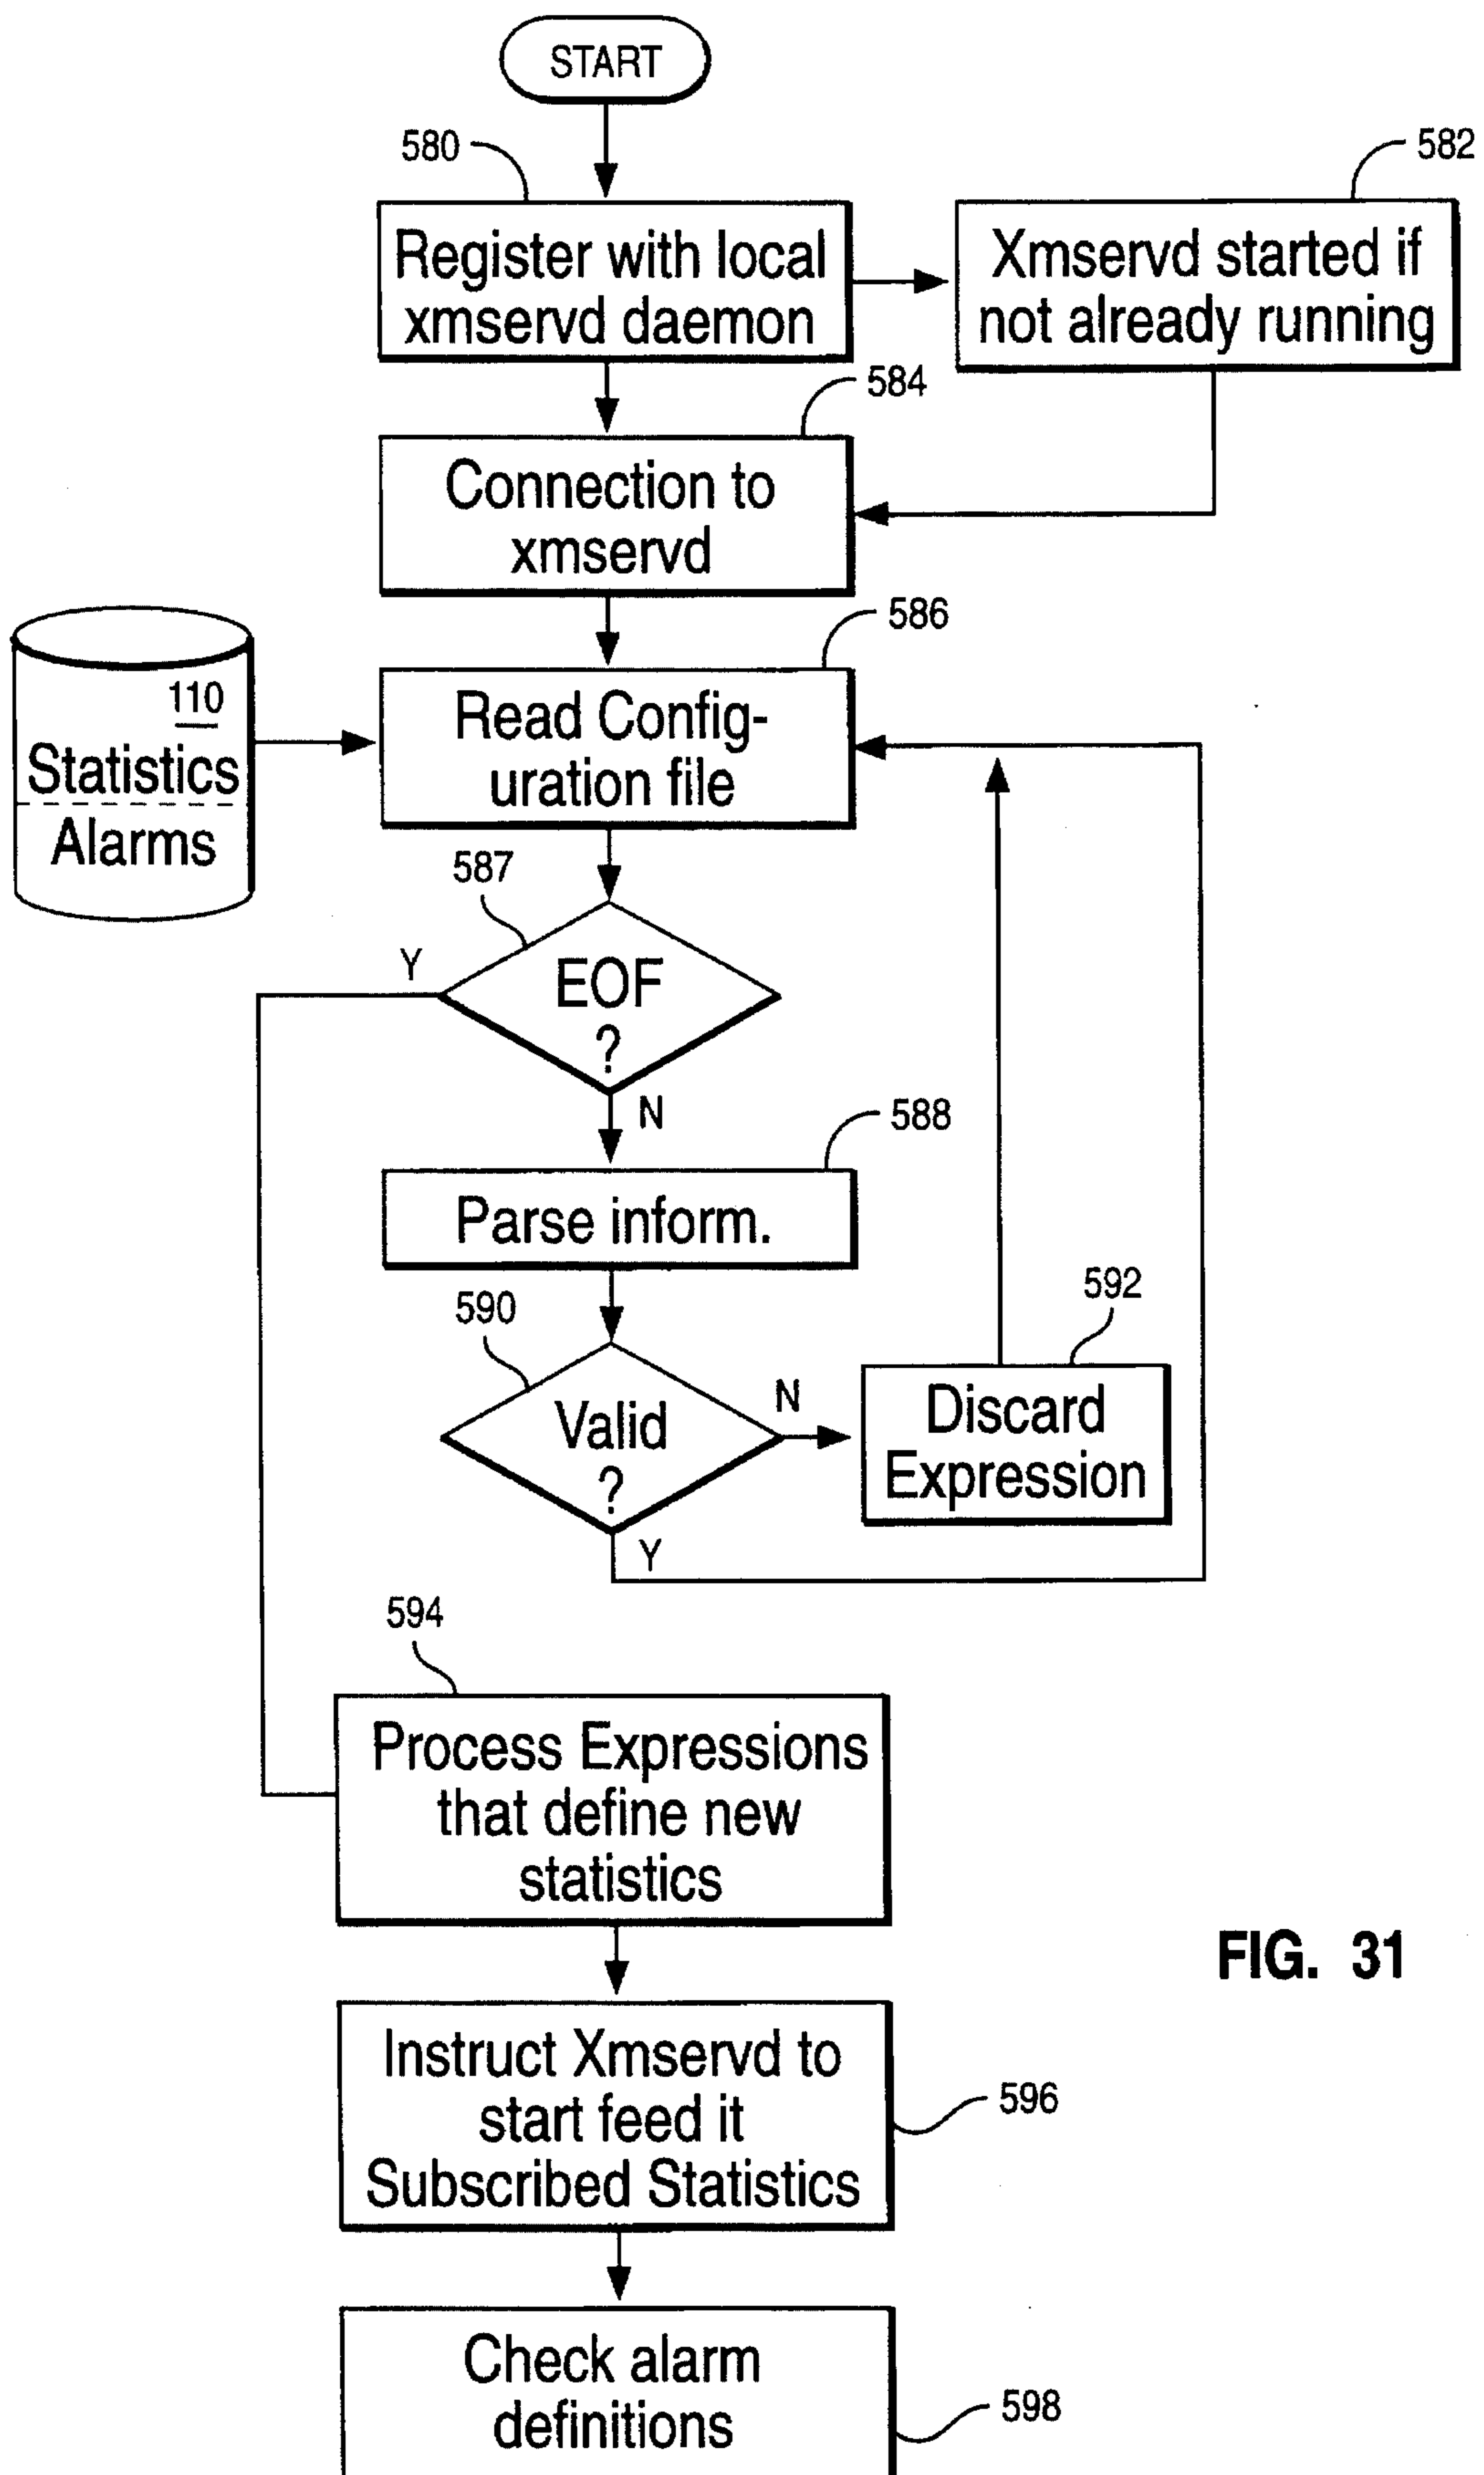 START
580
582
Register with local
xmservd daemon
Xmservd started if
not already running
584
Connection to
xmservd
586
110
Statistics
Alarms
Read Config-
uration file
587
Y
EOF
?
N
588
Parse inform.
590
592
Valid
?
N
Discard
Expression
Y
594
Process Expressions
that define new
statistics
FIG. 31
Instruct Xmservd to
start feed it
Subscribed Statistics
596
Check alarm
definitions
598